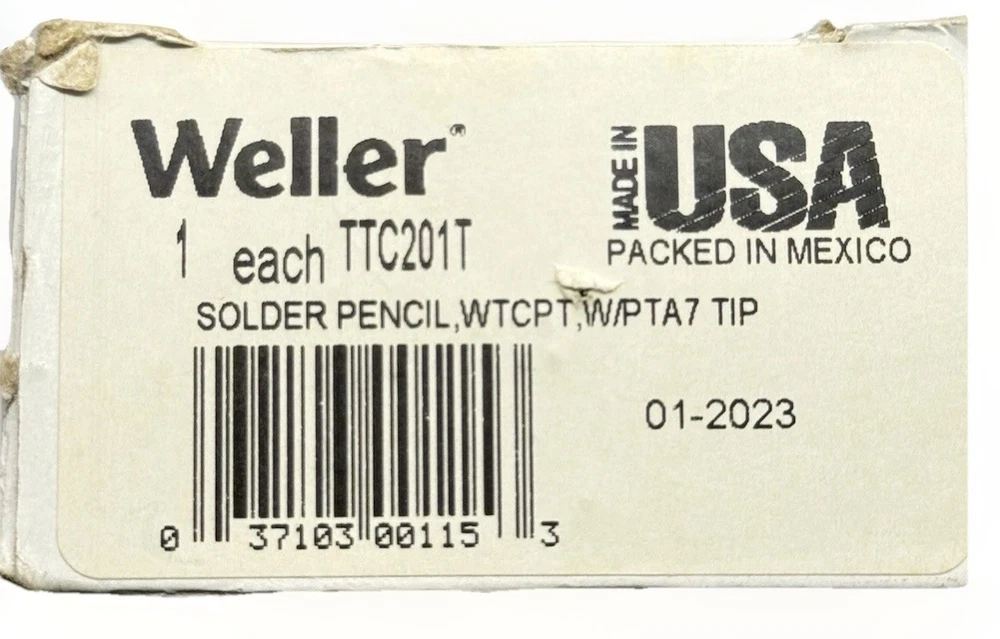 Weller®
MADE IN USA
1 each TTC201T
PACKED IN MEXICO
SOLDER PENCIL,WTCPT,W/PTA7 TIP
01-2023
0 37103 00115 3